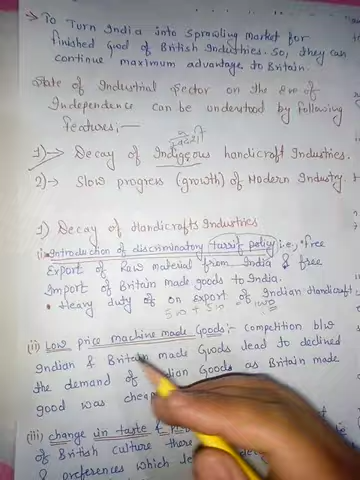 → To Turn India into Sprawling market for
finished Good of British Industries. So, they can
continue maximum advantage to Britain.
State of Industrial Sector on the Eve of
Independence can be understood by following
features:—
1) Decay of Indigeous handicraft Industries.
2) → Slow progress (growth) of Modern Industry.
1) Decay of Handicrafts Industries
(i) Introduction of discriminatory tarrif policy i.e., • free
Export of Raw material from India & free
Import of Britain made goods to India.
• Heavy duty of on export of Indian Handicraft
500 + 500
(ii) Low price machine made Goods:- competition b/w
Indian & Britain made Goods lead to declined
the demand of Goods as Britain made
good was
(iii) change in taste &
of British culture
& preferences which